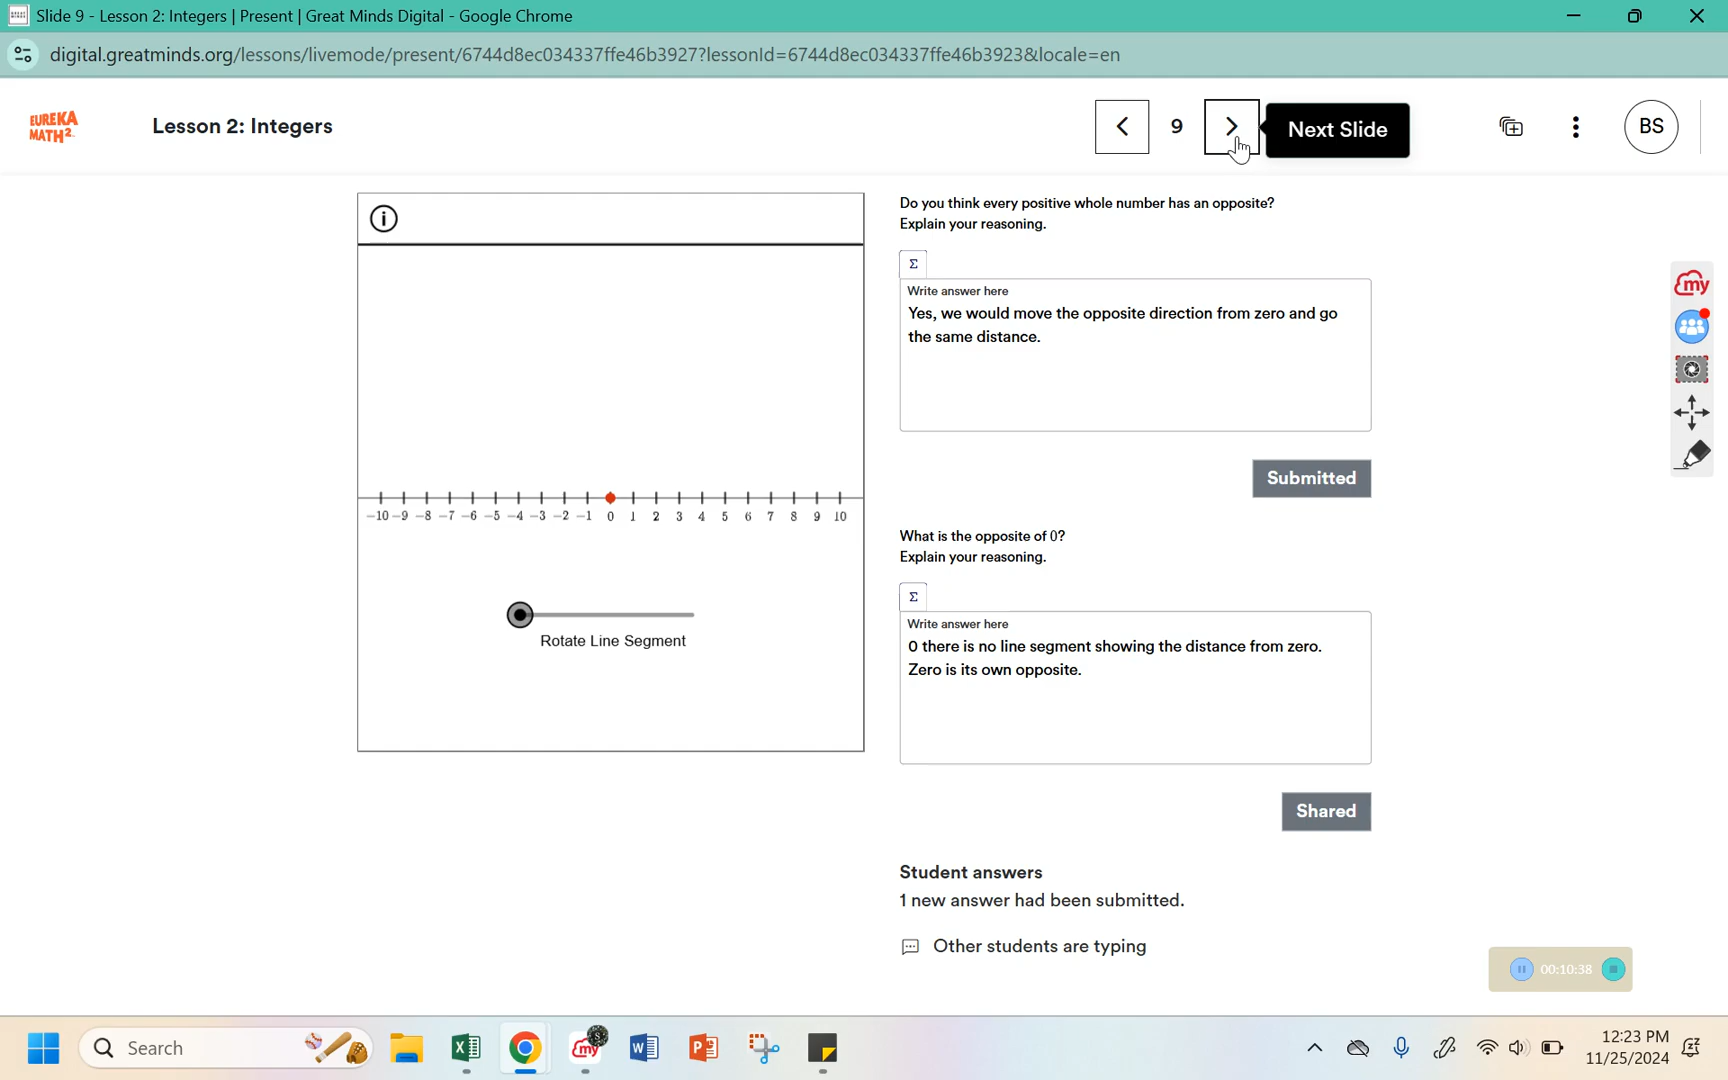 Slide 9 - Lesson 2: Integers | Present | Great Minds Digital - Google Chrome
digital.greatminds.org/lessons/livemode/present/6744d8ec034337ffe46b3927?lessonId=6744d8ec034337ffe46b3923&locale=en
EUREKA
MATH2
Lesson 2: Integers
9
Next Slide
BS
Do you think every positive whole number has an opposite?
Explain your reasoning.
Σ
Write answer here
Yes, we would move the opposite direction from zero and go
the same distance.
Submitted
−10 −9 −8 −7 −6 −5 −4 −3 −2 −1 0 1 2 3 4 5 6 7 8 9 10
Rotate Line Segment
What is the opposite of 0?
Explain your reasoning.
Σ
Write answer here
0 there is no line segment showing the distance from zero.
Zero is its own opposite.
Shared
Student answers
1 new answer had been submitted.
Other students are typing
my
00:10:38
Search
my
12:23 PM
11/25/2024